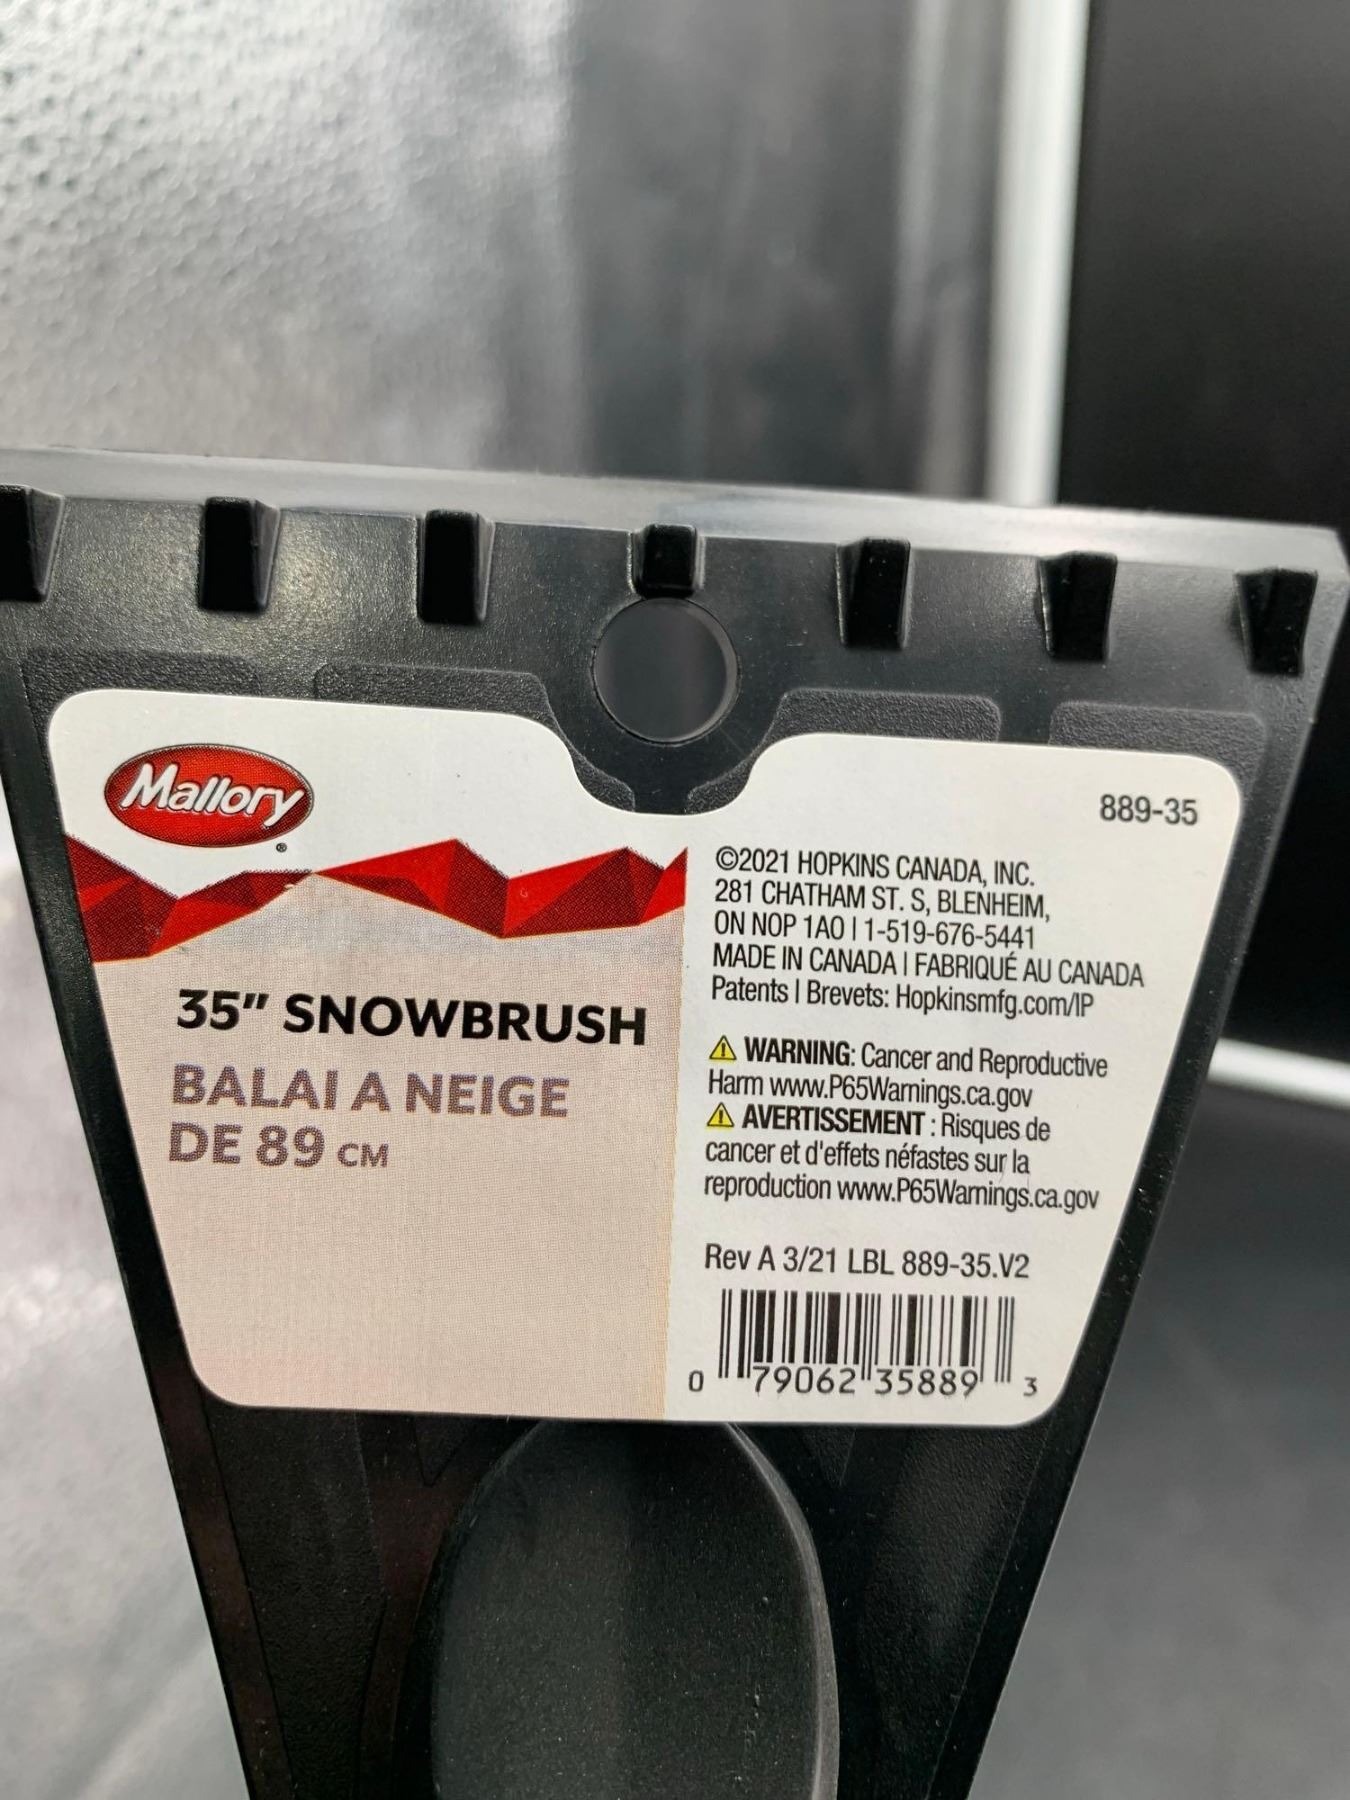 Mallory
®
35" SNOWBRUSH
BALAI A NEIGE
DE 89 CM
889-35
©2021 HOPKINS CANADA, INC.
281 CHATHAM ST. S, BLENHEIM,
ON NOP 1AO | 1-519-676-5441
MADE IN CANADA | FABRIQUÉ AU CANADA
Patents | Brevets: Hopkinsmfg.com/IP
⚠ WARNING: Cancer and Reproductive
Harm www.P65Warnings.ca.gov
⚠ AVERTISSEMENT : Risques de
cancer et d'effets néfastes sur la
reproduction www.P65Warnings.ca.gov
Rev A 3/21 LBL 889-35.V2
0 79062 35889 3